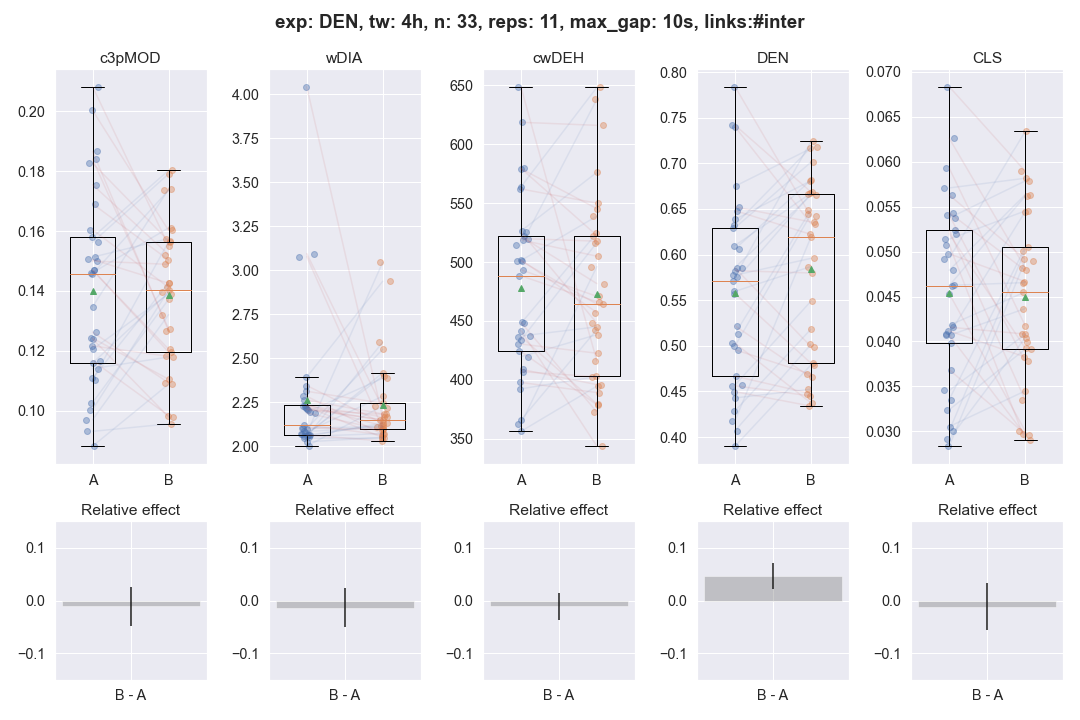 exp: DEN, tw: 4h, n: 33, reps: 11, max_gap: 10s, links:#inter
c3pMOD
wDIA
cwDEH
DEN
CLS
0.20
0.18
0.16
0.14
0.12
0.10
A
B
4.00
3.75
3.50
3.25
3.00
2.75
2.50
2.25
2.00
A
B
650
600
550
500
450
400
350
A
B
0.80
0.75
0.70
0.65
0.60
0.55
0.50
0.45
0.40
A
B
0.070
0.065
0.060
0.055
0.050
0.045
0.040
0.035
0.030
A
B
Relative effect
0.1
0.0
−0.1
B - A
Relative effect
0.1
0.0
−0.1
B - A
Relative effect
0.1
0.0
−0.1
B - A
Relative effect
0.1
0.0
−0.1
B - A
Relative effect
0.1
0.0
−0.1
B - A